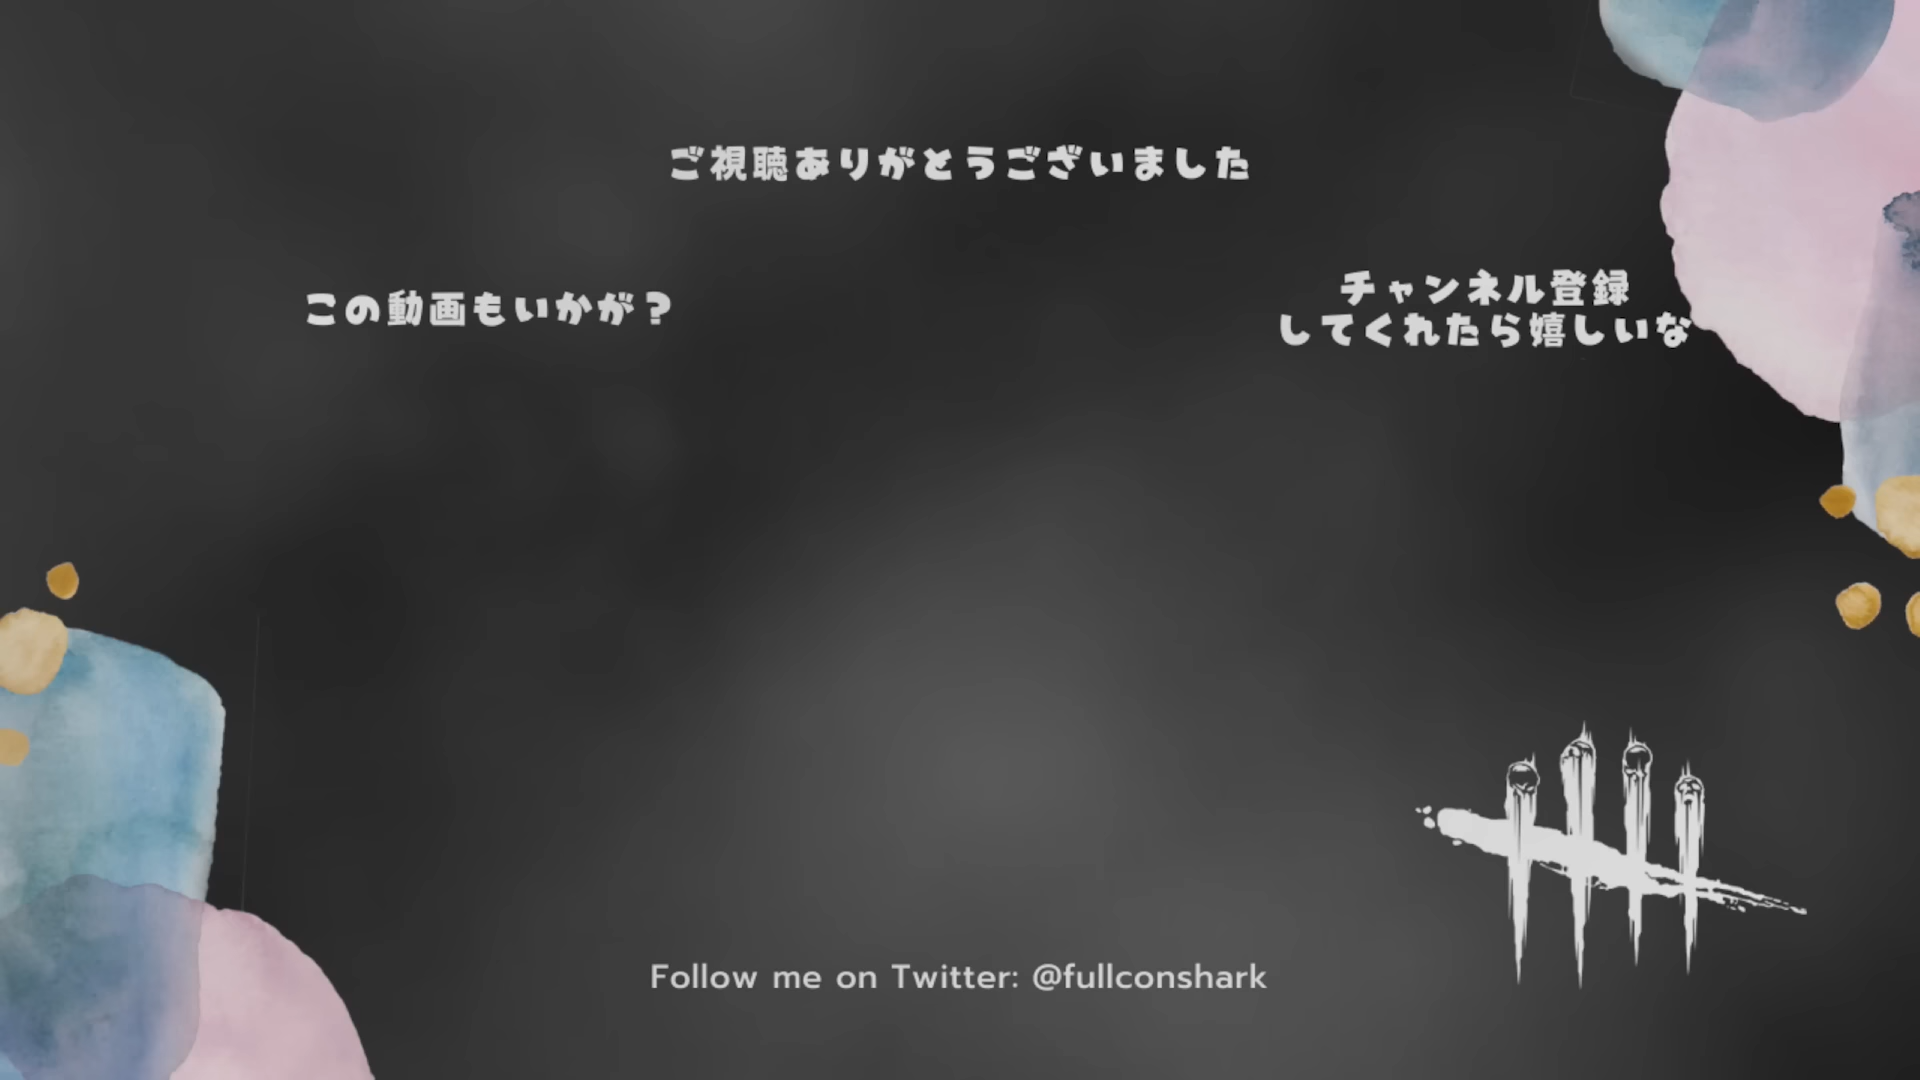 ご視聴ありがとうございました
この動画もいかが？
チャンネル登録
してくれたら嬉しいな
Follow me on Twitter: @fullconshark